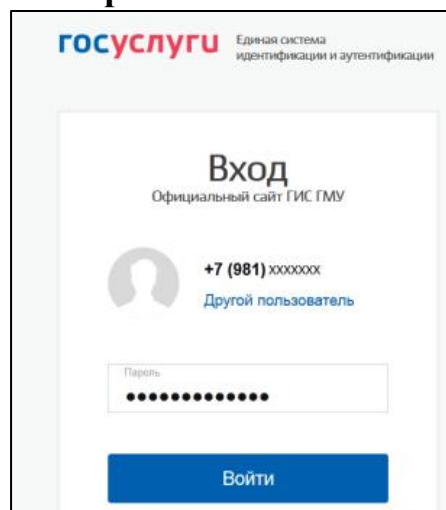 госуслуги
Единая система
идентификации и аутентификации
Вход
Официальный сайт ГИС ГМУ
+7 (981) xxxxxxx
Другой пользователь
Пароль
•••••••••••••
Войти